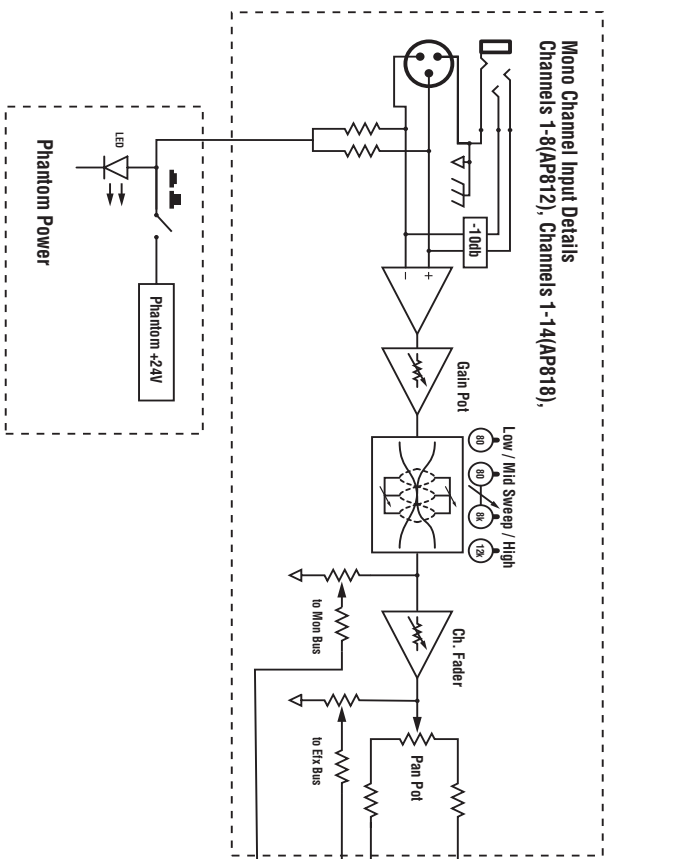 Mono Channel Input Details
Channels 1-8(AP812), Channels 1-14(AP818),
-10db
+
–
Gain Pot
Low / Mid Sweep / High
80
80
8k
12k
to Mon Bus
Ch. Fader
to Efx Bus
Pan Pot
LED
Phantom Power
Phantom +24V